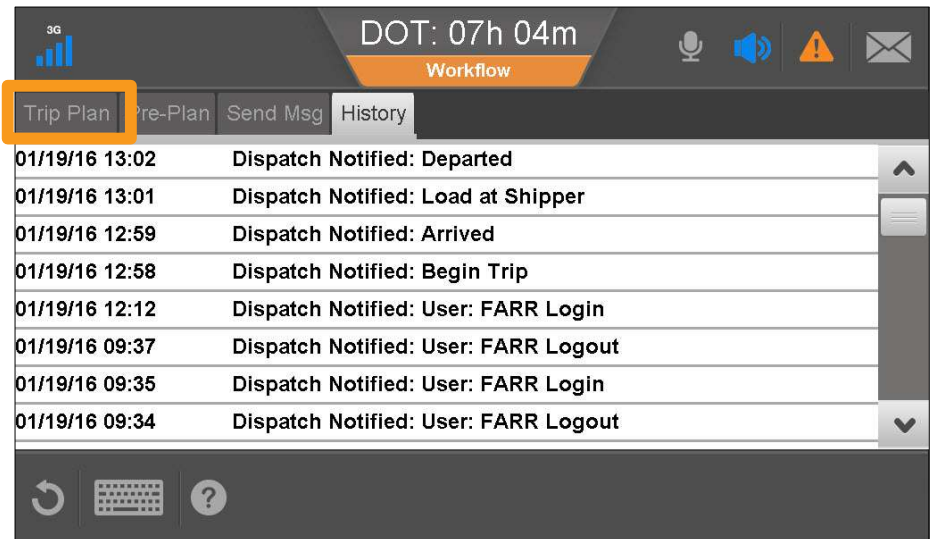 3G
DOT: 07h 04m
Workflow
Trip Plan Pre-Plan Send Msg History
01/19/16 13:02 Dispatch Notified: Departed
01/19/16 13:01 Dispatch Notified: Load at Shipper
01/19/16 12:59 Dispatch Notified: Arrived
01/19/16 12:58 Dispatch Notified: Begin Trip
01/19/16 12:12 Dispatch Notified: User: FARR Login
01/19/16 09:37 Dispatch Notified: User: FARR Logout
01/19/16 09:35 Dispatch Notified: User: FARR Login
01/19/16 09:34 Dispatch Notified: User: FARR Logout